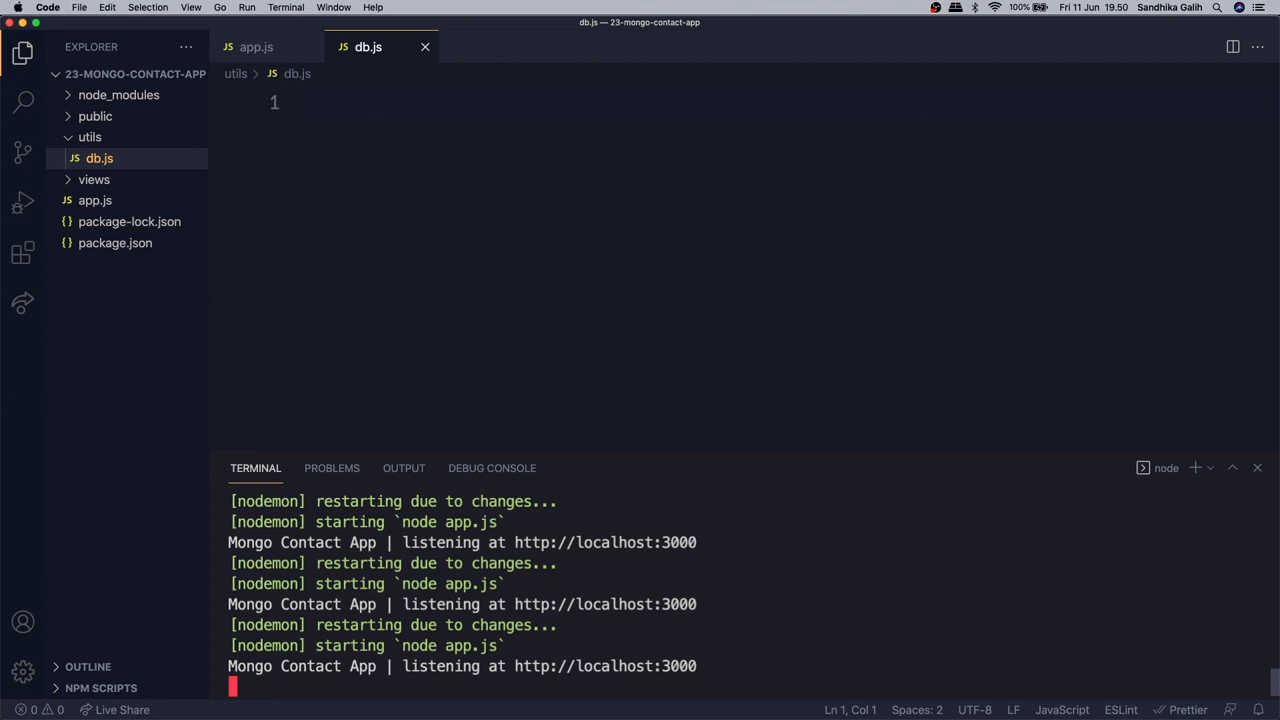 Code File Edit Selection View Go Run Terminal Window Help 100% Fri 11 Jun 19.50 Sandhika Galih
db.js — 23-mongo-contact-app
EXPLORER
JS app.js
JS db.js
23-MONGO-CONTACT-APP
utils > JS db.js
node_modules
1
public
utils
JS db.js
views
JS app.js
{} package-lock.json
{} package.json
TERMINAL PROBLEMS OUTPUT DEBUG CONSOLE node
[nodemon] restarting due to changes...
[nodemon] starting `node app.js`
Mongo Contact App | listening at http://localhost:3000
[nodemon] restarting due to changes...
[nodemon] starting `node app.js`
Mongo Contact App | listening at http://localhost:3000
[nodemon] restarting due to changes...
[nodemon] starting `node app.js`
Mongo Contact App | listening at http://localhost:3000
OUTLINE
NPM SCRIPTS
0 0 Live Share Ln 1, Col 1 Spaces: 2 UTF-8 LF JavaScript ESLint Prettier